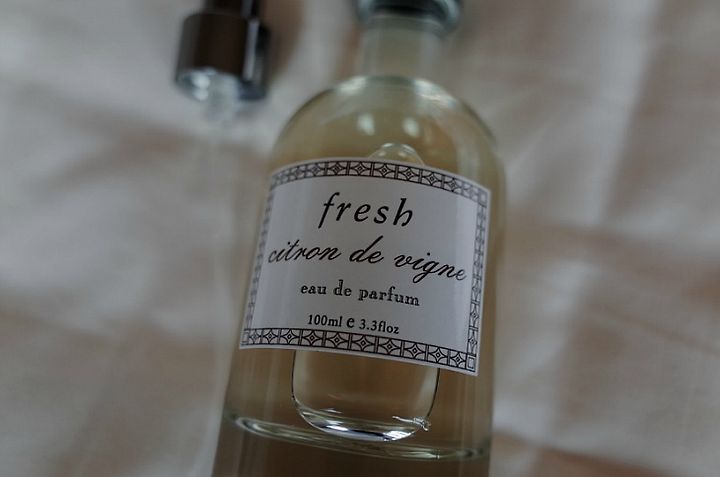 fresh
citron de vigne
eau de parfum
100ml e 3.3floz